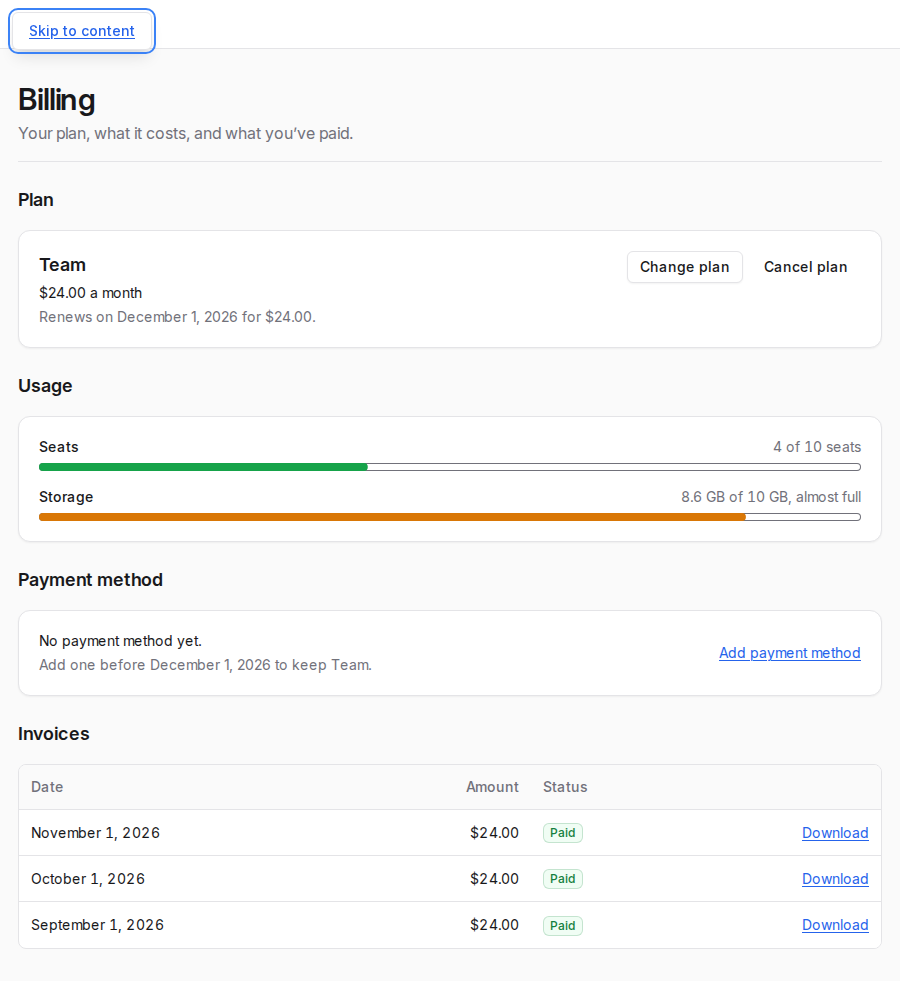 Skip to content
Billing
Your plan, what it costs, and what you’ve paid.
Plan
Team
Change plan
Cancel plan
$24.00 a month
Renews on December 1, 2026 for $24.00.
Usage
Seats
4 of 10 seats
Storage
8.6 GB of 10 GB, almost full
Payment method
No payment method yet.
Add one before December 1, 2026 to keep Team.
Add payment method
Invoices
Date Amount Status
November 1, 2026 $24.00 Paid Download
October 1, 2026 $24.00 Paid Download
September 1, 2026 $24.00 Paid Download